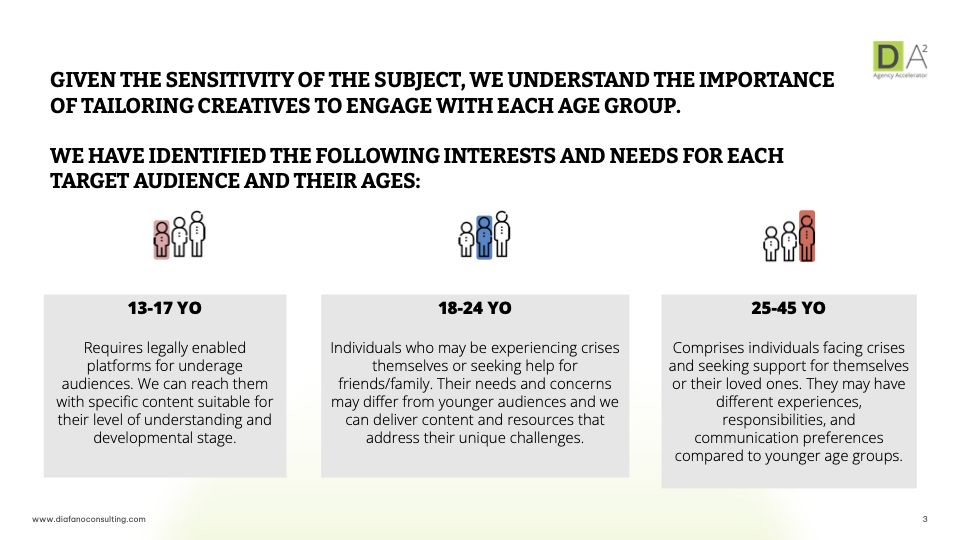 D A²
Agency Accelerator
GIVEN THE SENSITIVITY OF THE SUBJECT, WE UNDERSTAND THE IMPORTANCE
OF TAILORING CREATIVES TO ENGAGE WITH EACH AGE GROUP.
WE HAVE IDENTIFIED THE FOLLOWING INTERESTS AND NEEDS FOR EACH
TARGET AUDIENCE AND THEIR AGES:
13-17 YO
Requires legally enabled
platforms for underage
audiences. We can reach them
with specific content suitable for
their level of understanding and
developmental stage.
18-24 YO
Individuals who may be experiencing crises
themselves or seeking help for
friends/family. Their needs and concerns
may differ from younger audiences and we
can deliver content and resources that
address their unique challenges.
25-45 YO
Comprises individuals facing crises
and seeking support for themselves
or their loved ones. They may have
different experiences,
responsibilities, and
communication preferences
compared to younger age groups.
www.diafanoconsulting.com
3